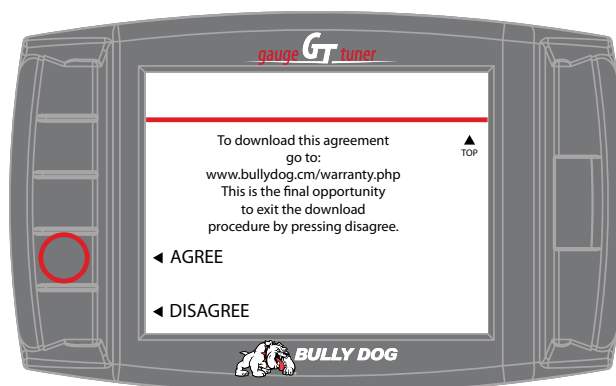 gauge GT tuner
To download this agreement
go to:
www.bullydog.cm/warranty.php
This is the final opportunity
to exit the download
procedure by pressing disagree.
▲
TOP
◄ AGREE
◄ DISAGREE
BULLY DOG